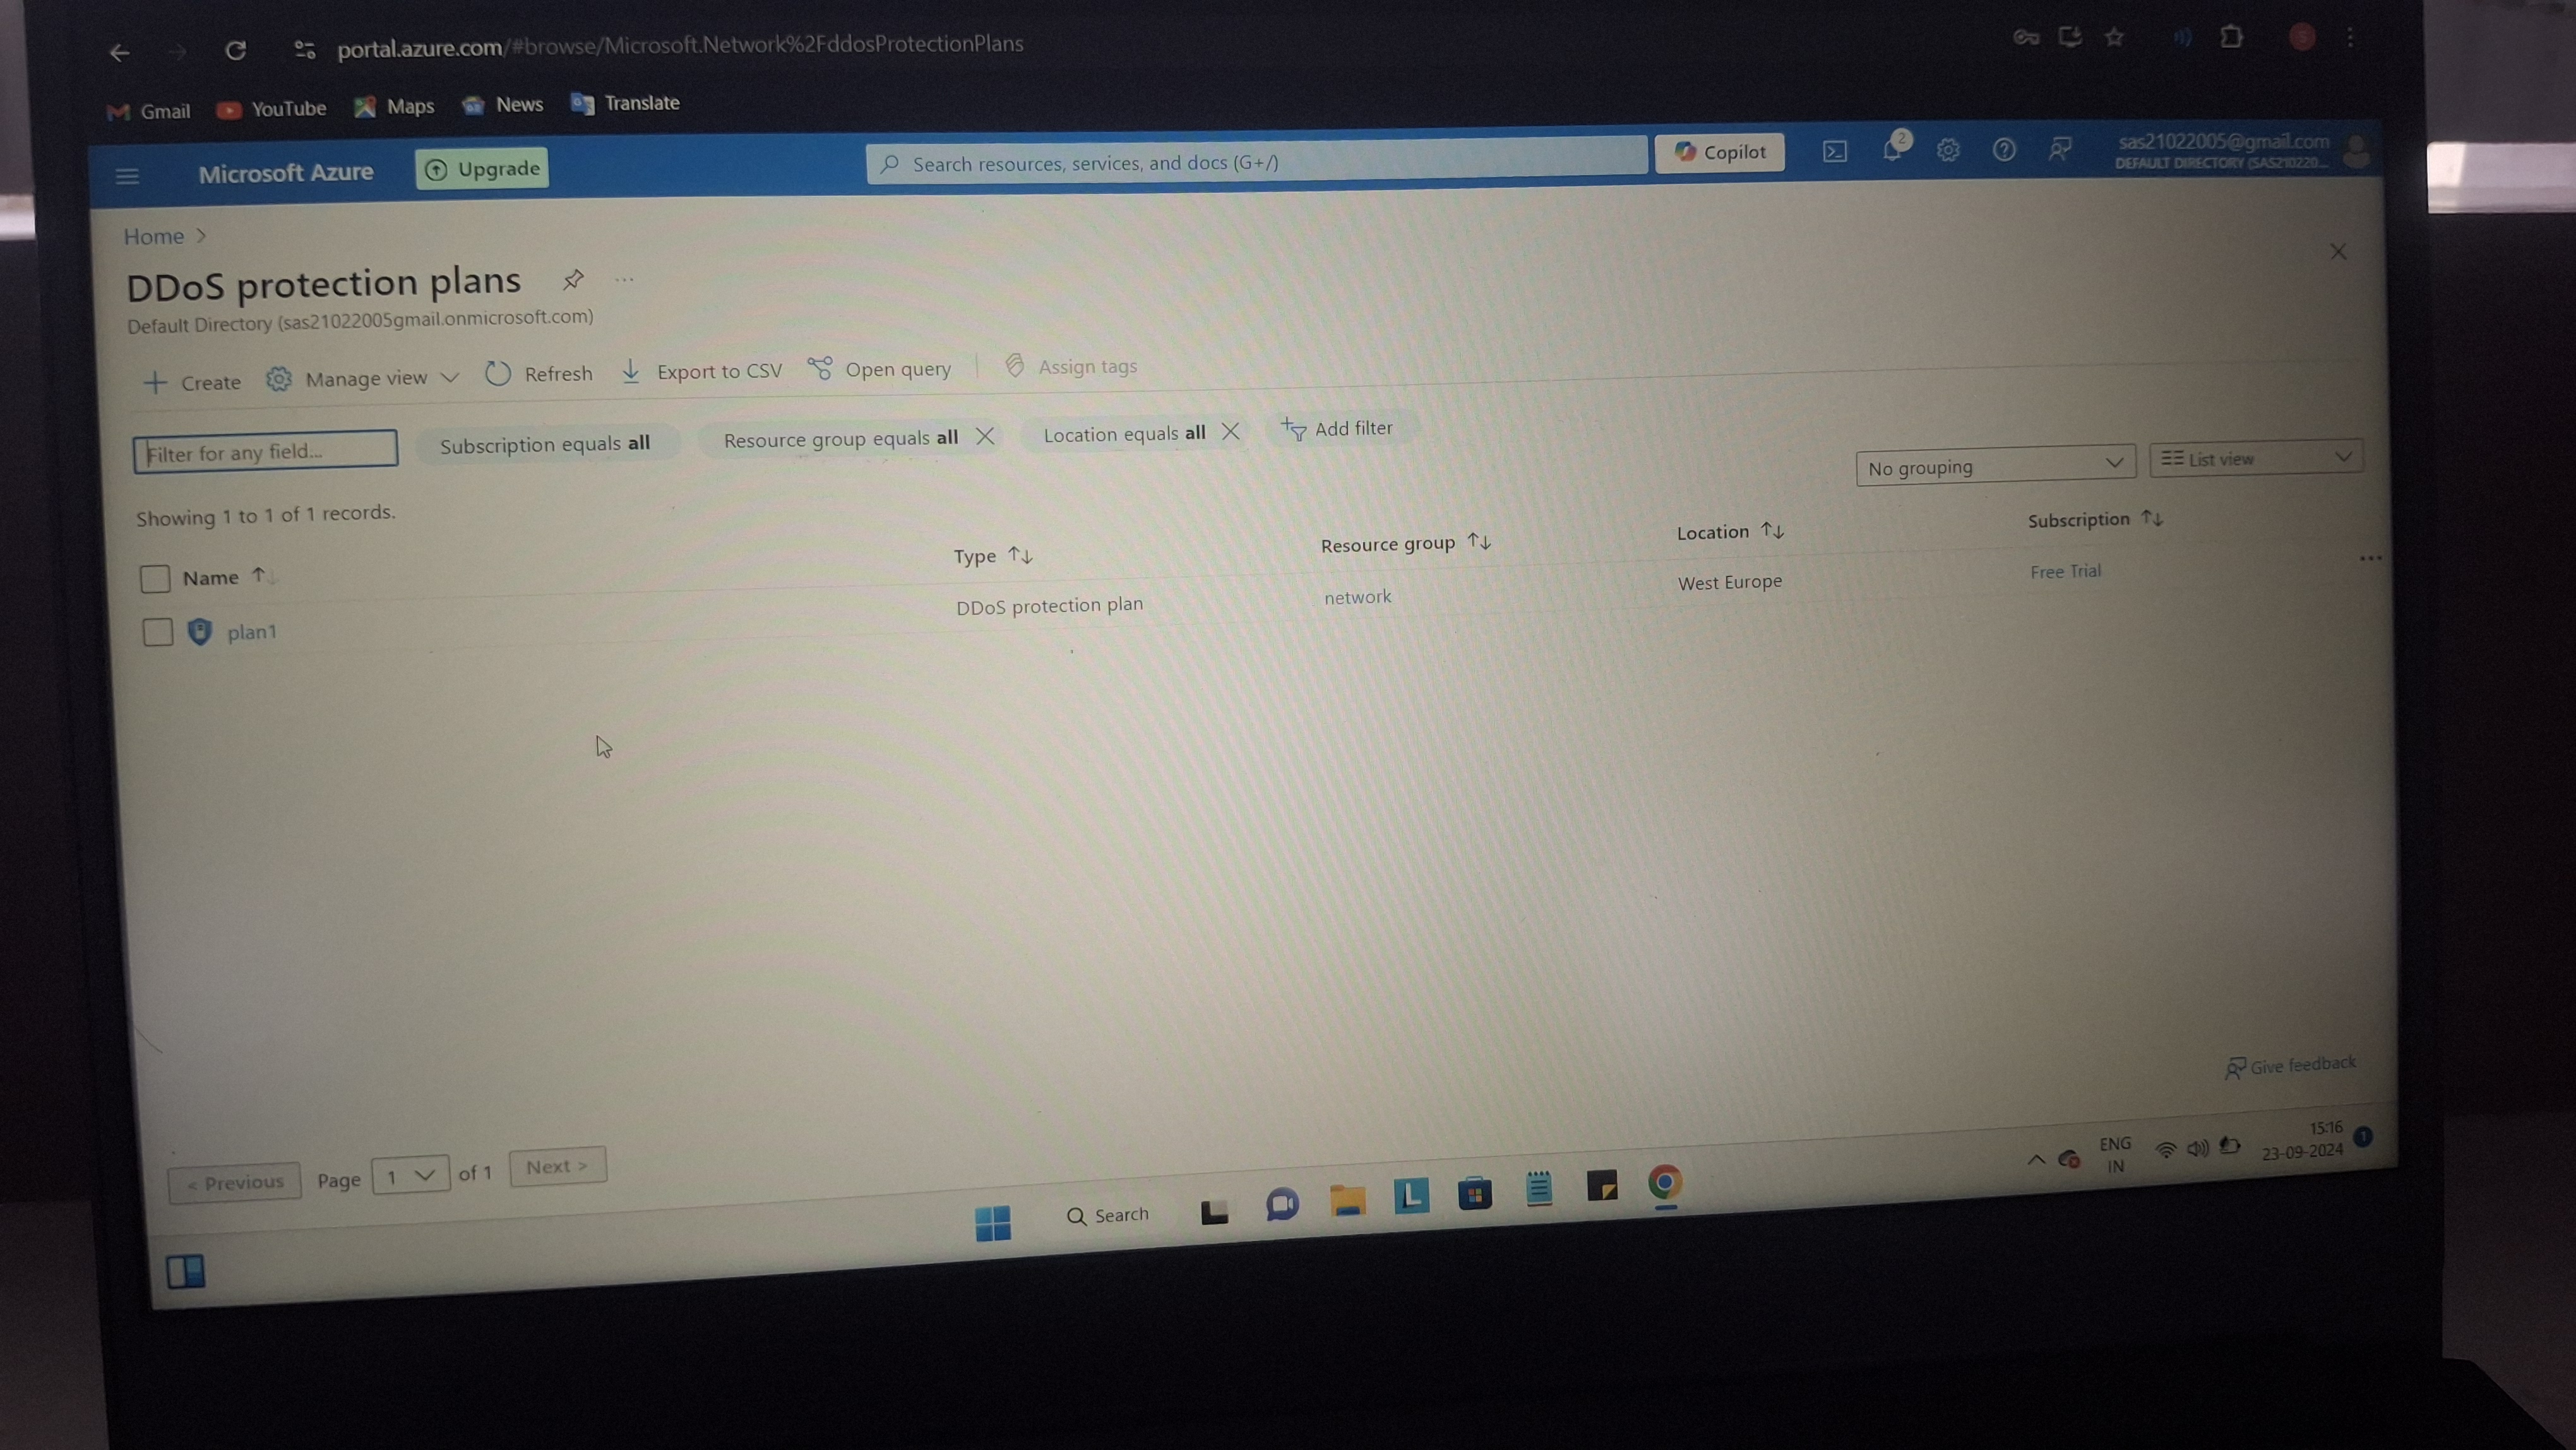 portal.azure.com/#browse/Microsoft.Network%2FddosProtectionPlans
Gmail YouTube Maps News Translate
Microsoft Azure Upgrade Search resources, services, and docs (G+/) Copilot 2 sas21022005@gmail.com
DEFAULT DIRECTORY (SAS210220...
Home >
DDoS protection plans ...
Default Directory (sas21022005gmail.onmicrosoft.com)
+ Create Manage view Refresh Export to CSV Open query Assign tags
Filter for any field... Subscription equals all Resource group equals all Location equals all Add filter
No grouping List view
Showing 1 to 1 of 1 records.
Name Type Resource group Location Subscription
plan1 DDoS protection plan network West Europe Free Trial
Give feedback
< Previous Page 1 of 1 Next >
Search L ENG 15:16
IN 23-09-2024 1